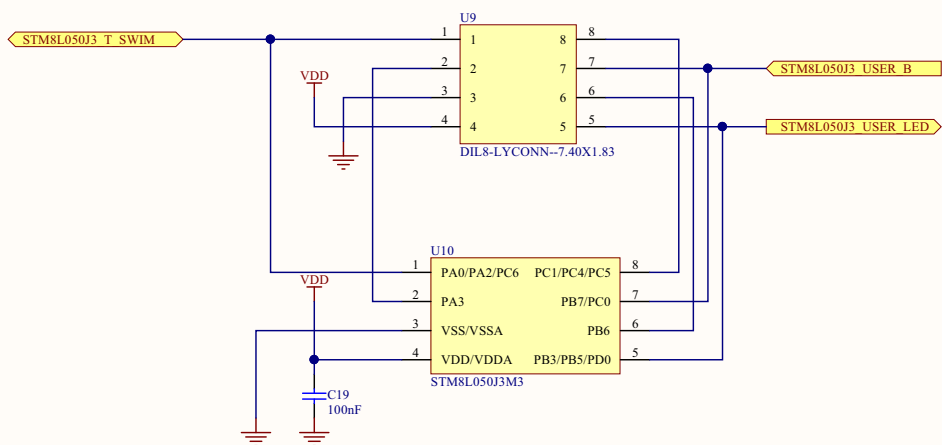 U9
STM8L050J3_T_SWIM 1 1 8 8
2 2 7 7 STM8L050J3_USER_B
VDD
3 3 6 6
4 4 5 5 STM8L050J3_USER_LED
DIL8-LYCONN--7.40X1.83
U10
1 PA0/PA2/PC6 PC1/PC4/PC5 8
VDD
2 PA3 PB7/PC0 7
3 VSS/VSSA PB6 6
4 VDD/VDDA PB3/PB5/PD0 5
STM8L050J3M3
C19
100nF